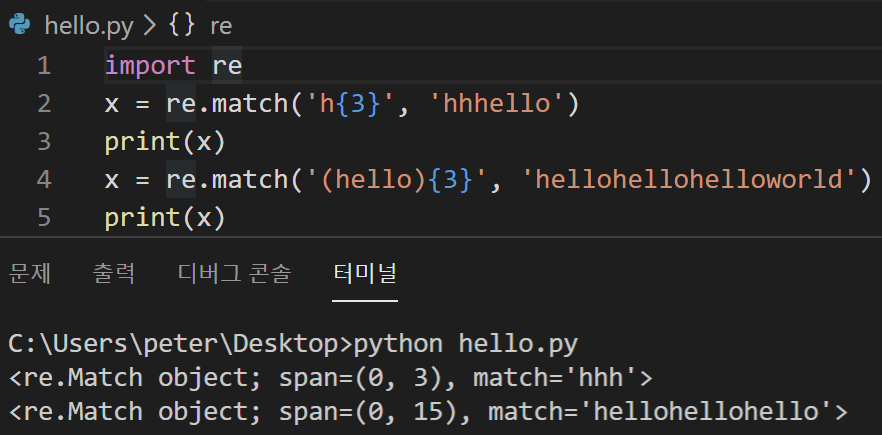 hello.py > {} re
1 import re
2 x = re.match('h{3}', 'hhhello')
3 print(x)
4 x = re.match('(hello){3}', 'hellohellohelloworld')
5 print(x)
문제 출력 디버그 콘솔 터미널
C:\Users\peter\Desktop>python hello.py
<re.Match object; span=(0, 3), match='hhh'>
<re.Match object; span=(0, 15), match='hellohellohello'>